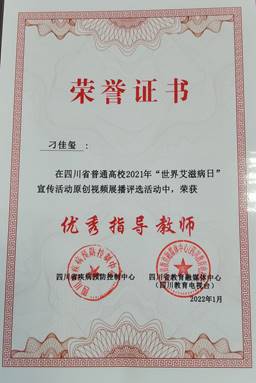 荣誉证书
刁佳玺 :
在四川省普通高校2021年“世界艾滋病日”
宣传活动原创视频展播评选活动中，荣获
优秀指导教师
四川省疾病预防控制中心 四川省教育融媒体中心
（四川教育电视台）
2022年1月